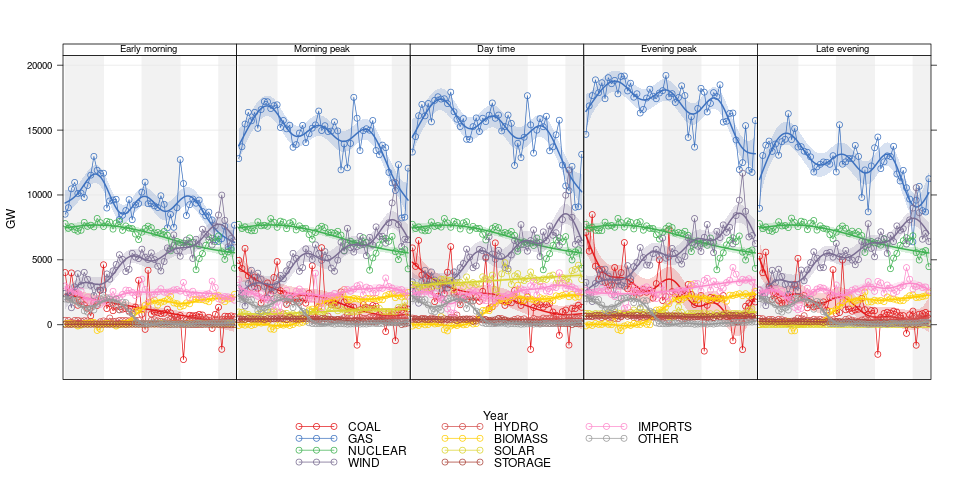 Early morning Morning peak Day time Evening peak Late evening
20000
15000
10000
5000
0
GW
Year
COAL HYDRO IMPORTS
GAS BIOMASS OTHER
NUCLEAR SOLAR
WIND STORAGE